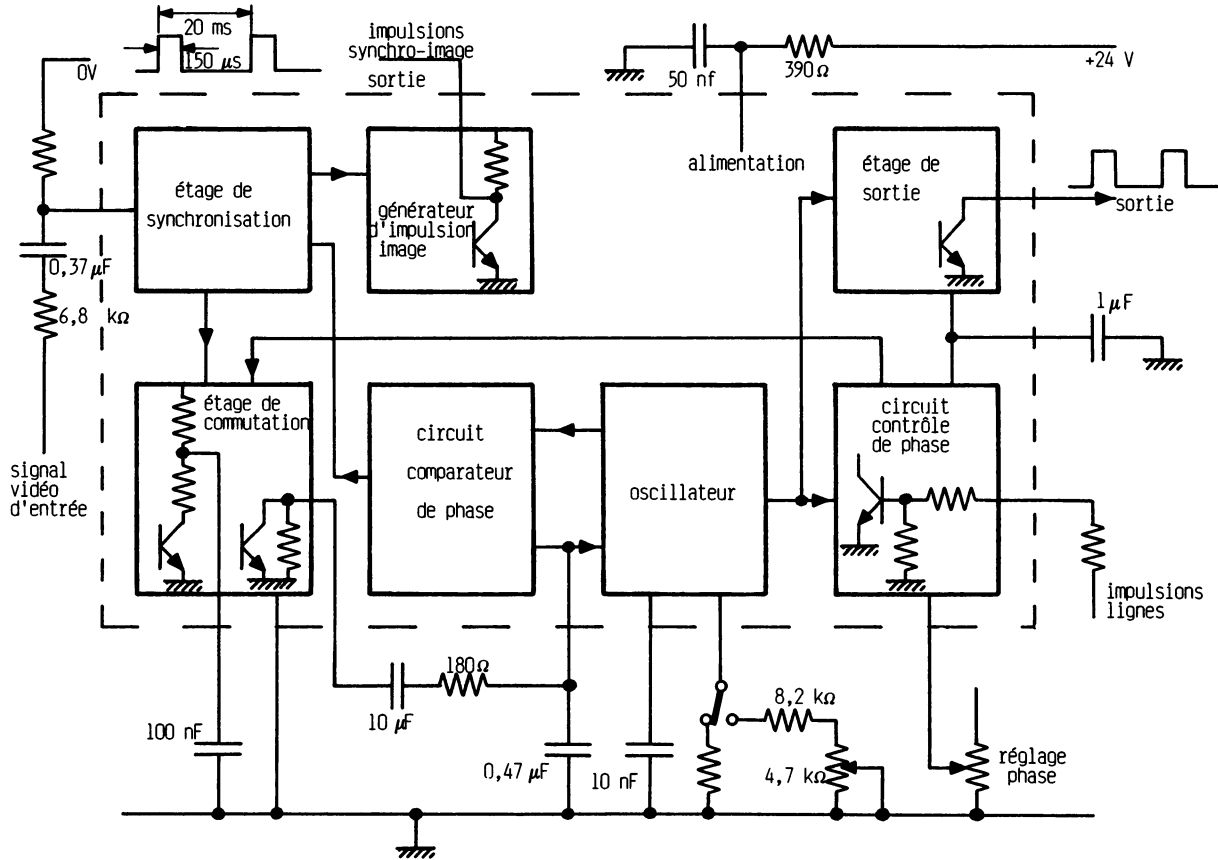 20 ms
150 µs
0V
impulsions
synchro-image
sortie
50 nf
390Ω
+24 V
alimentation
étage de
synchronisation
générateur
d'impulsion
image
étage de
sortie
sortie
0,37 µF
6,8 kΩ
1 µF
signal
vidéo
d'entrée
étage de
commutation
circuit
comparateur
de phase
oscillateur
circuit
contrôle
de phase
impulsions
lignes
180Ω
10 µF
100 nF
0,47 µF
10 nF
8,2 kΩ
4,7 kΩ
réglage
phase